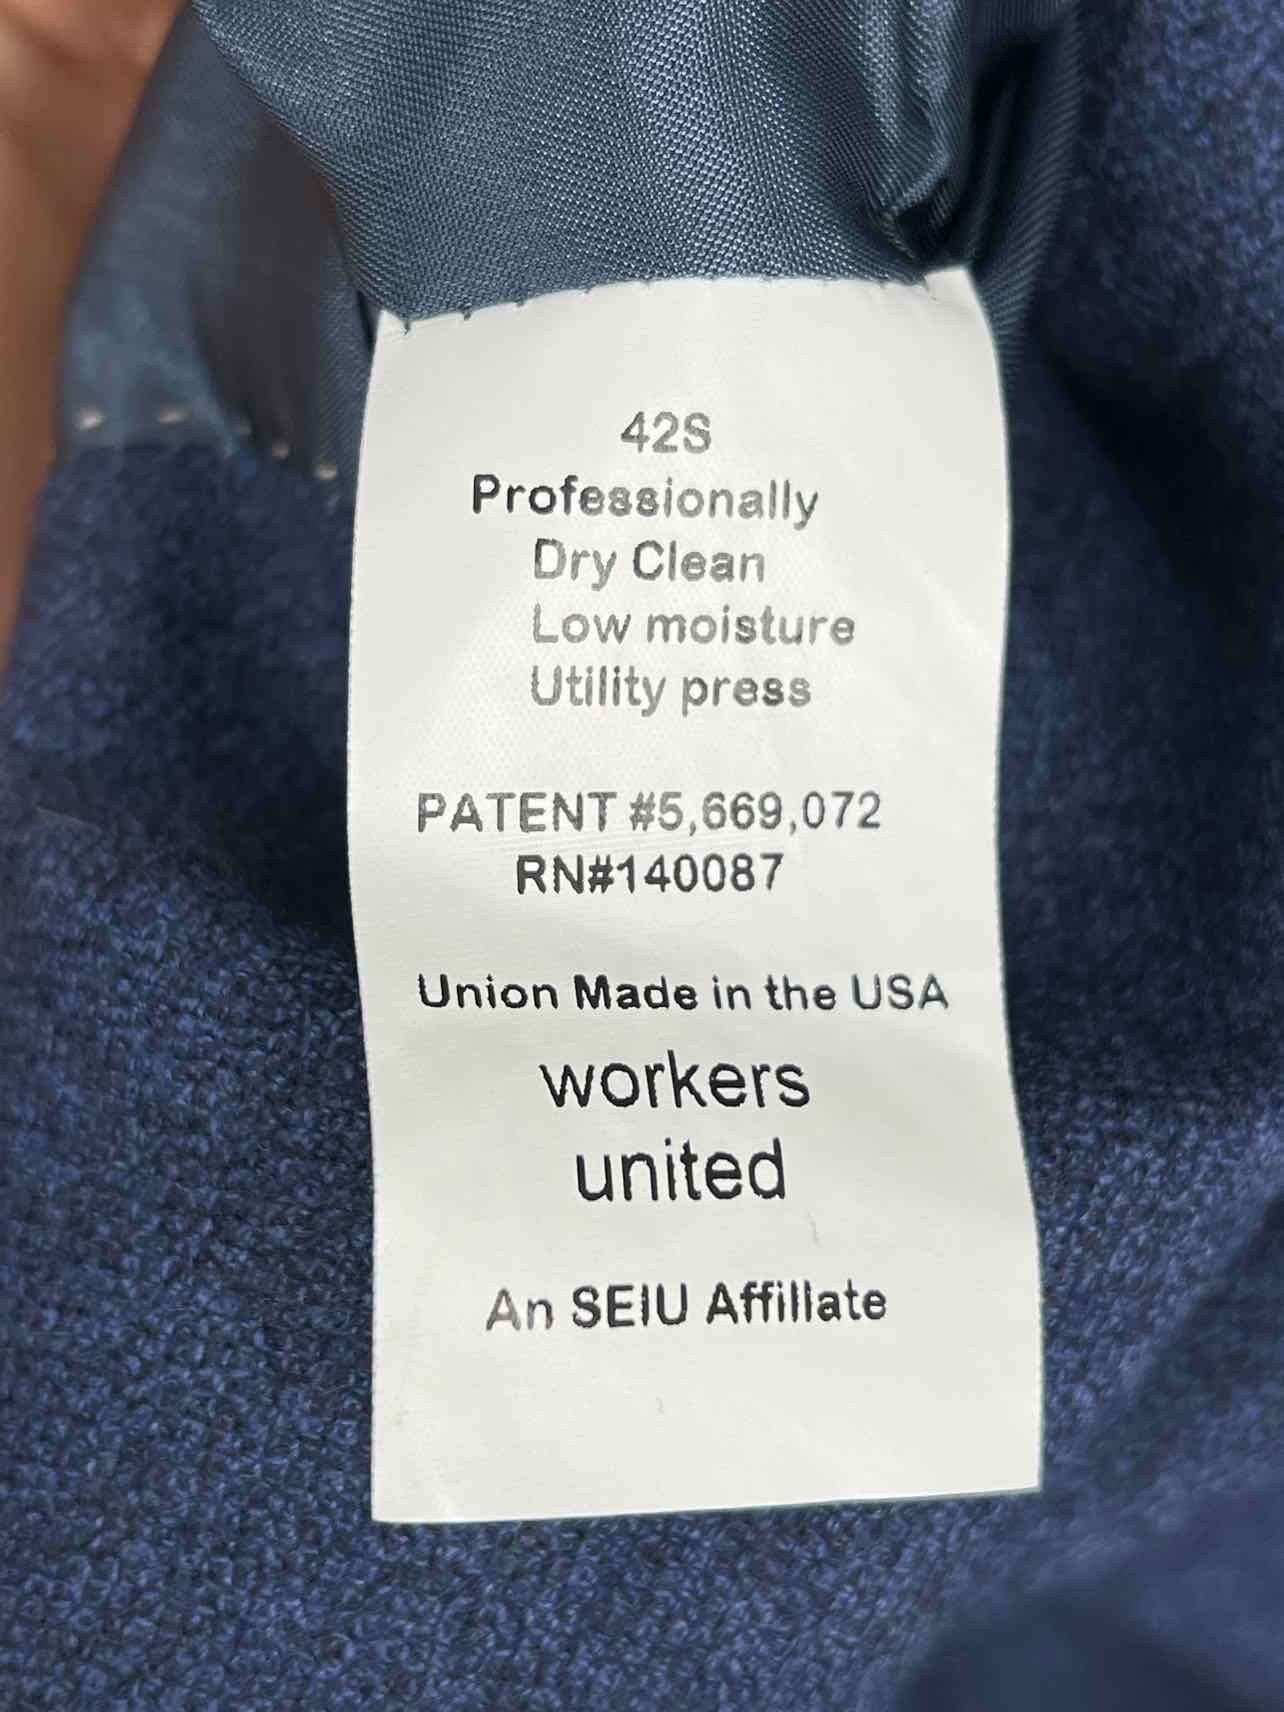 42S
Professionally
Dry Clean
Low moisture
Utility press
PATENT #5,669,072
RN#140087
Union Made in the USA
workers
united
An SEIU Affiliate